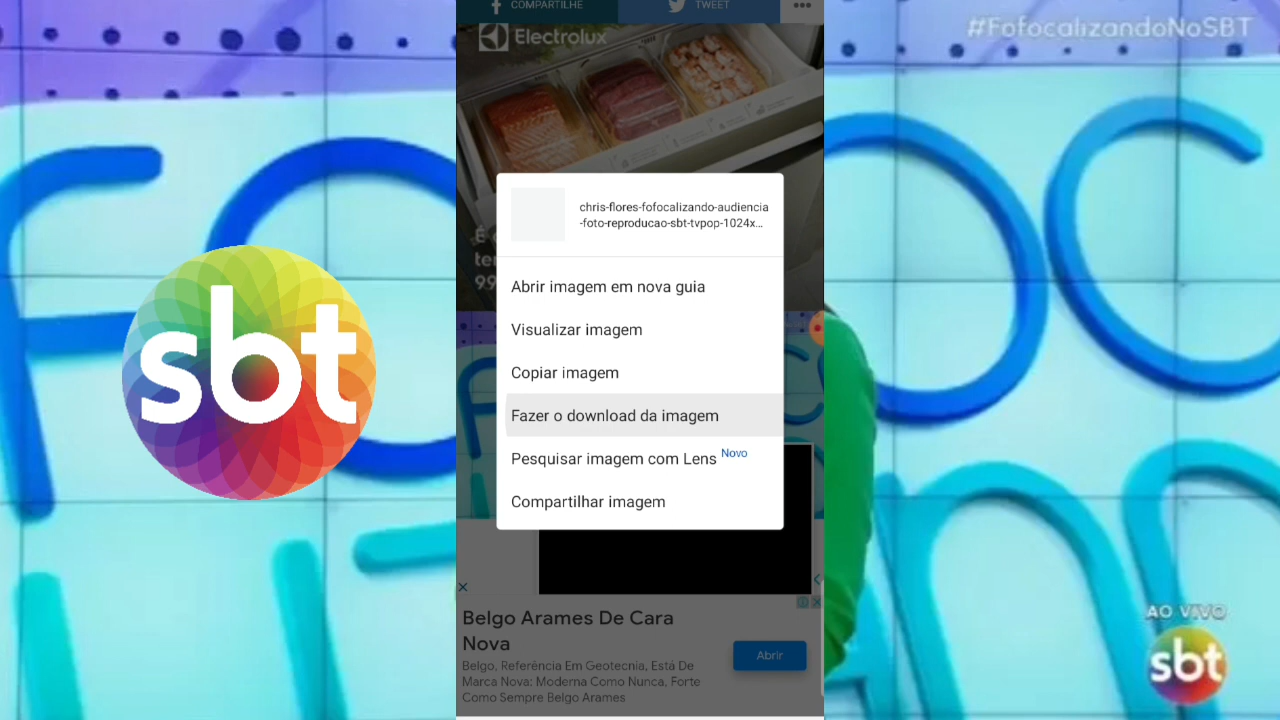 COMPARTILHE
TWEET
#FofocalizandoNoSBT
Electrolux
chris-flores-fofocalizando-audiencia
-foto-reproducao-sbt-tvpop-1024x...
É
ter
99
Abrir imagem em nova guia
Visualizar imagem
Copiar imagem
Fazer o download da imagem
Pesquisar imagem com Lens Novo
Compartilhar imagem
sbt
Belgo Arames De Cara
Nova
Abrir
Belgo, Referência Em Geotecnia, Está De
Marca Nova: Moderna Como Nunca, Forte
Como Sempre Belgo Arames
AO VIVO
sbt